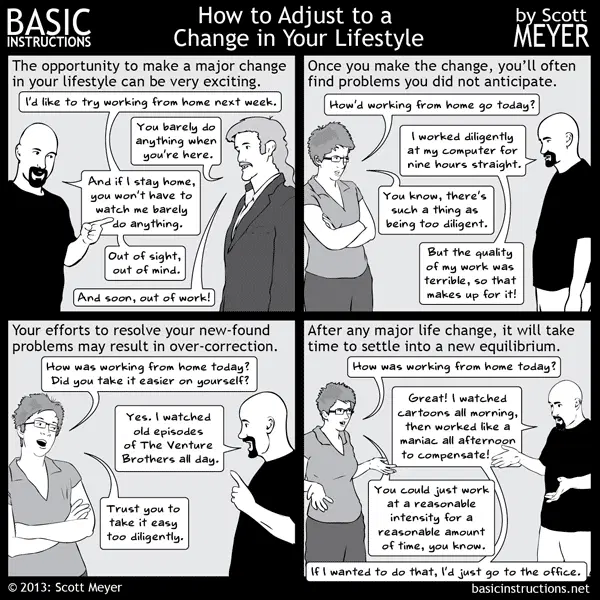 BASIC
INSTRUCTIONS
How to Adjust to a
Change in Your Lifestyle
by Scott
MEYER
The opportunity to make a major change
in your lifestyle can be very exciting.
I'd like to try working from home next week.
You barely do
anything when
you're here.
And if I stay home,
you won't have to
watch me barely
do anything.
Out of sight,
out of mind.
And soon, out of work!
Once you make the change, you'll often
find problems you did not anticipate.
How'd working from home go today?
I worked diligently
at my computer for
nine hours straight.
You know, there's
such a thing as
being too diligent.
But the quality
of my work was
terrible, so that
makes up for it!
Your efforts to resolve your new-found
problems may result in over-correction.
How was working from home today?
Did you take it easier on yourself?
Yes. I watched
old episodes
of The Venture
Brothers all day.
Trust you to
take it easy
too diligently.
After any major life change, it will take
time to settle into a new equilibrium.
How was working from home today?
Great! I watched
cartoons all morning,
then worked like a
maniac all afternoon
to compensate!
You could just work
at a reasonable
intensity for a
reasonable amount
of time, you know.
If I wanted to do that, I'd just go to the office.
© 2013: Scott Meyer
basicinstructions.net